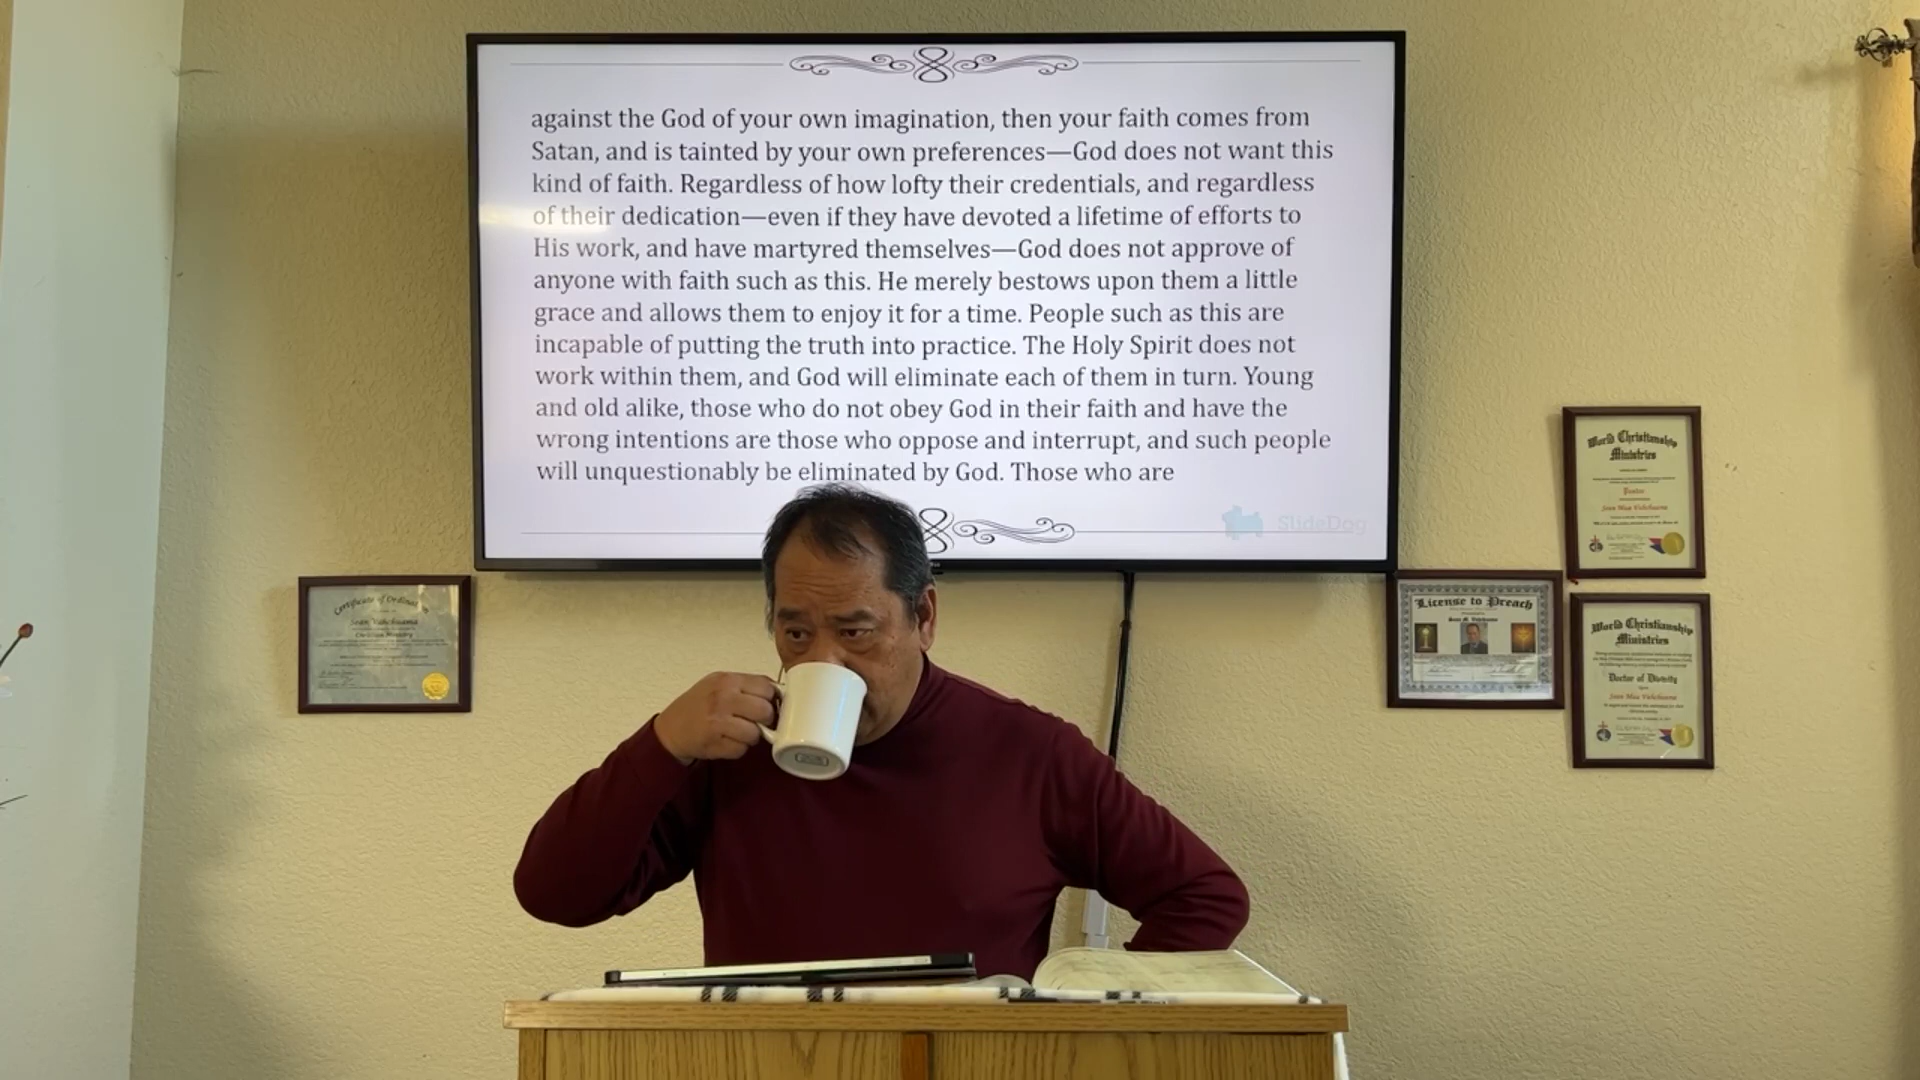 against the God of your own imagination, then your faith comes from
Satan, and is tainted by your own preferences—God does not want this
kind of faith. Regardless of how lofty their credentials, and regardless
of their dedication—even if they have devoted a lifetime of efforts to
His work, and have martyred themselves—God does not approve of
anyone with faith such as this. He merely bestows upon them a little
grace and allows them to enjoy it for a time. People such as this are
incapable of putting the truth into practice. The Holy Spirit does not
work within them, and God will eliminate each of them in turn. Young
and old alike, those who do not obey God in their faith and have the
wrong intentions are those who oppose and interrupt, and such people
will unquestionably be eliminated by God. Those who are
SlideDog
Certificate of Ordination
Christian Ministry
World Christianship
Ministries
Pastor
License to Preach
World Christianship
Ministries
Doctor of Divinity